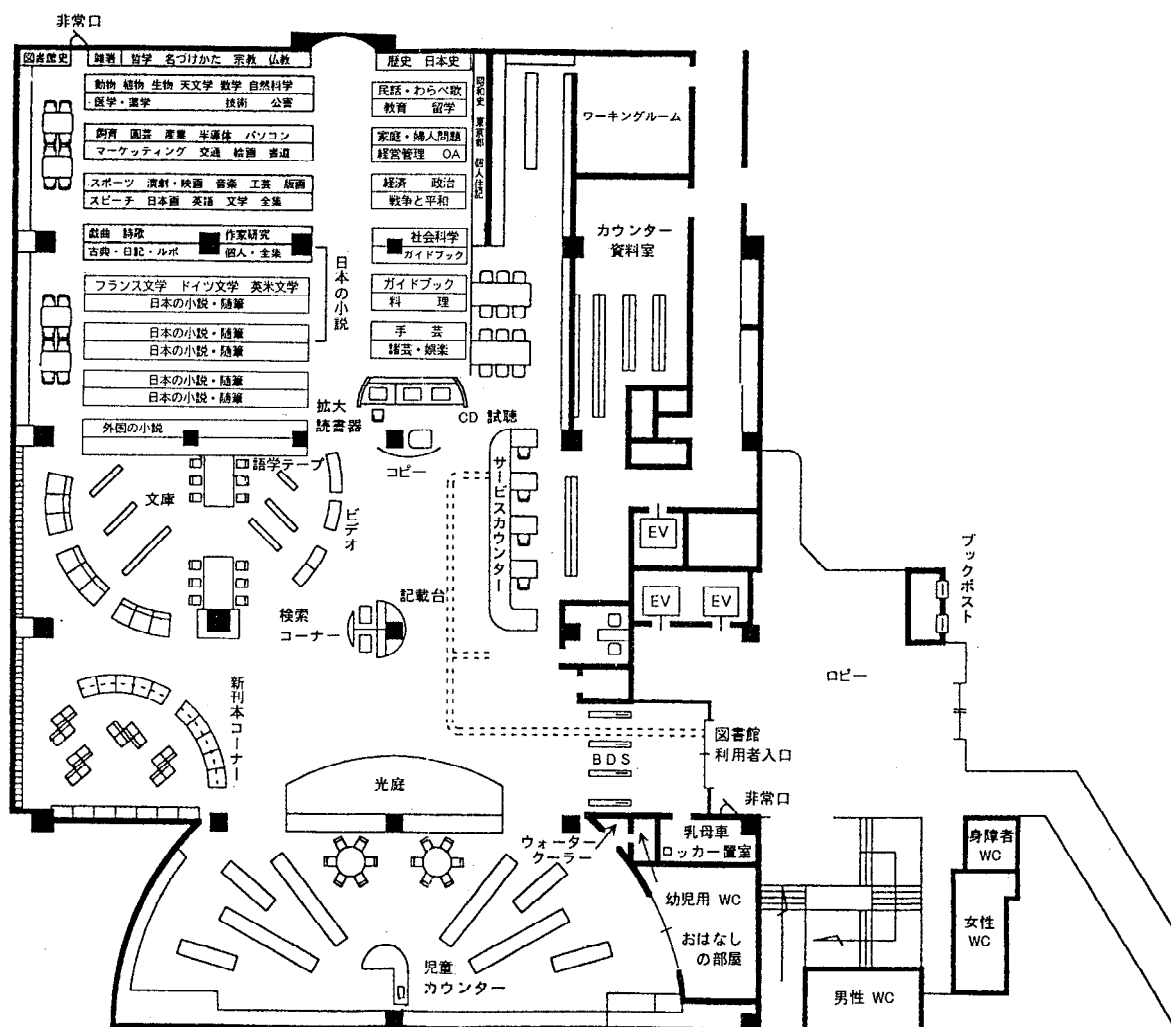 非常口
図書館史
雑著 哲学 名づけかた 宗教 仏教
歴史 日本史
動物 植物 生物 天文学 数学 自然科学
医学・薬学 技術 公害
民話・わらべ歌
教育 留学
昭和史 東京都 個人住記
ワーキングルーム
飼育 園芸 産業 半導体 パソコン
マーケッティング 交通 絵画 書道
家庭・婦人問題
経営管理 OA
スポーツ 演劇・映画 音楽 工芸 版画
スピーチ 日本画 英語 文学 全集
経済 政治
戦争と平和
カウンター
資料室
戯曲 詩歌 作家研究
古典・日記・ルポ 個人・全集
社会科学
ガイドブック
日本の小説
フランス文学 ドイツ文学 英米文学
日本の小説・随筆
ガイドブック
料 理
日本の小説・随筆
日本の小説・随筆
手 芸
諸芸・娯楽
日本の小説・随筆
日本の小説・随筆
拡大
読書器
CD 試聴
外国の小説
コピー
語学テープ
文庫
ビデオ
サービスカウンター
EV
EV
EV
ブックポスト
検索
コーナー
記載台
ロビー
新刊本コーナー
図書館
利用者入口
BDS
光庭
非常口
ウォーター
クーラー
乳母車
ロッカー置室
身障者
WC
幼児用 WC
おはなし
の部屋
女性
WC
児童
カウンター
男性 WC